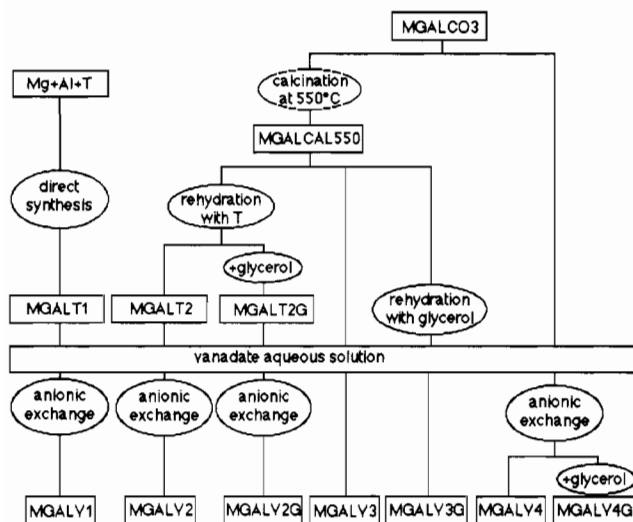 MGALCO3
Mg+Al+T
calcination
at 550°C
MGALCAL550
direct
synthesis
rehydration
with T
+glycerol
MGALT1
MGALT2
MGALT2G
rehydration
with glycerol
vanadate aqueous solution
anionic
exchange
anionic
exchange
anionic
exchange
anionic
exchange
+glycerol
MGALV1
MGALV2
MGALV2G
MGALV3
MGALV3G
MGALV4
MGALV4G